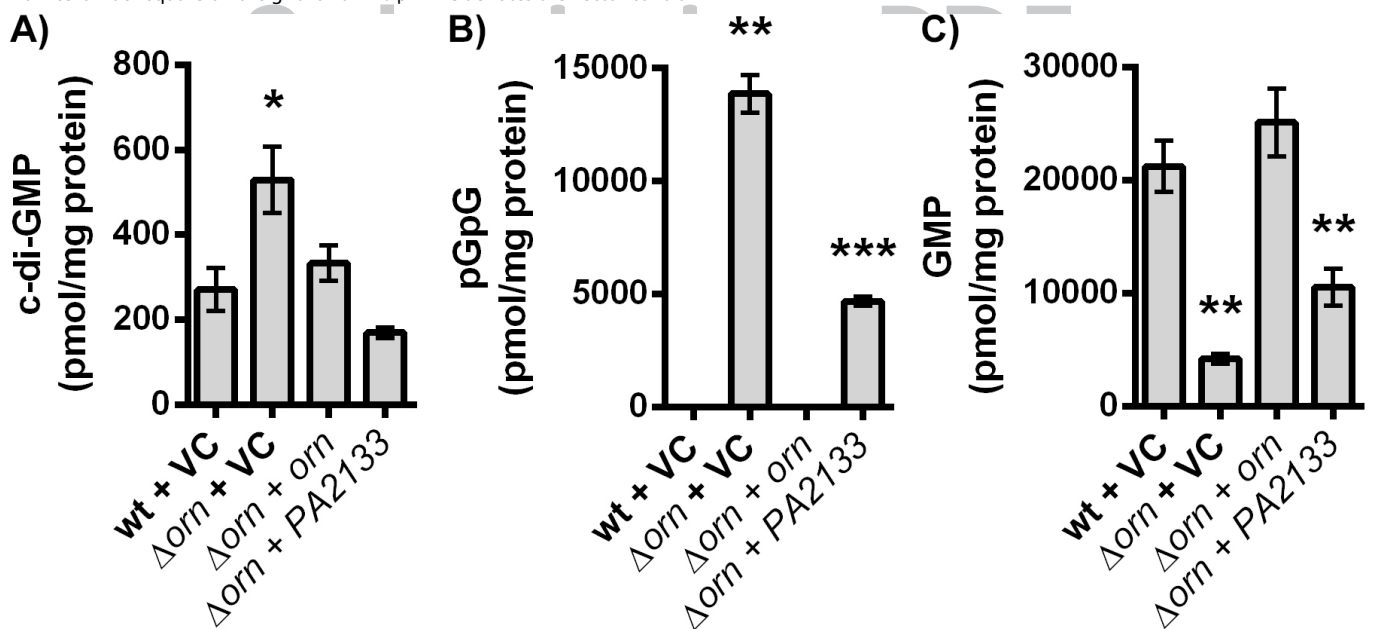 A)
*
800
600
400
200
0
c-di-GMP
(pmol/mg protein)
wt + VC
Δorn + VC
Δorn + orn
Δorn + PA2133
B)
**
***
15000
10000
5000
0
pGpG
(pmol/mg protein)
wt + VC
Δorn + VC
Δorn + orn
Δorn + PA2133
C)
**
**
30000
20000
10000
0
GMP
(pmol/mg protein)
wt + VC
Δorn + VC
Δorn + orn
Δorn + PA2133